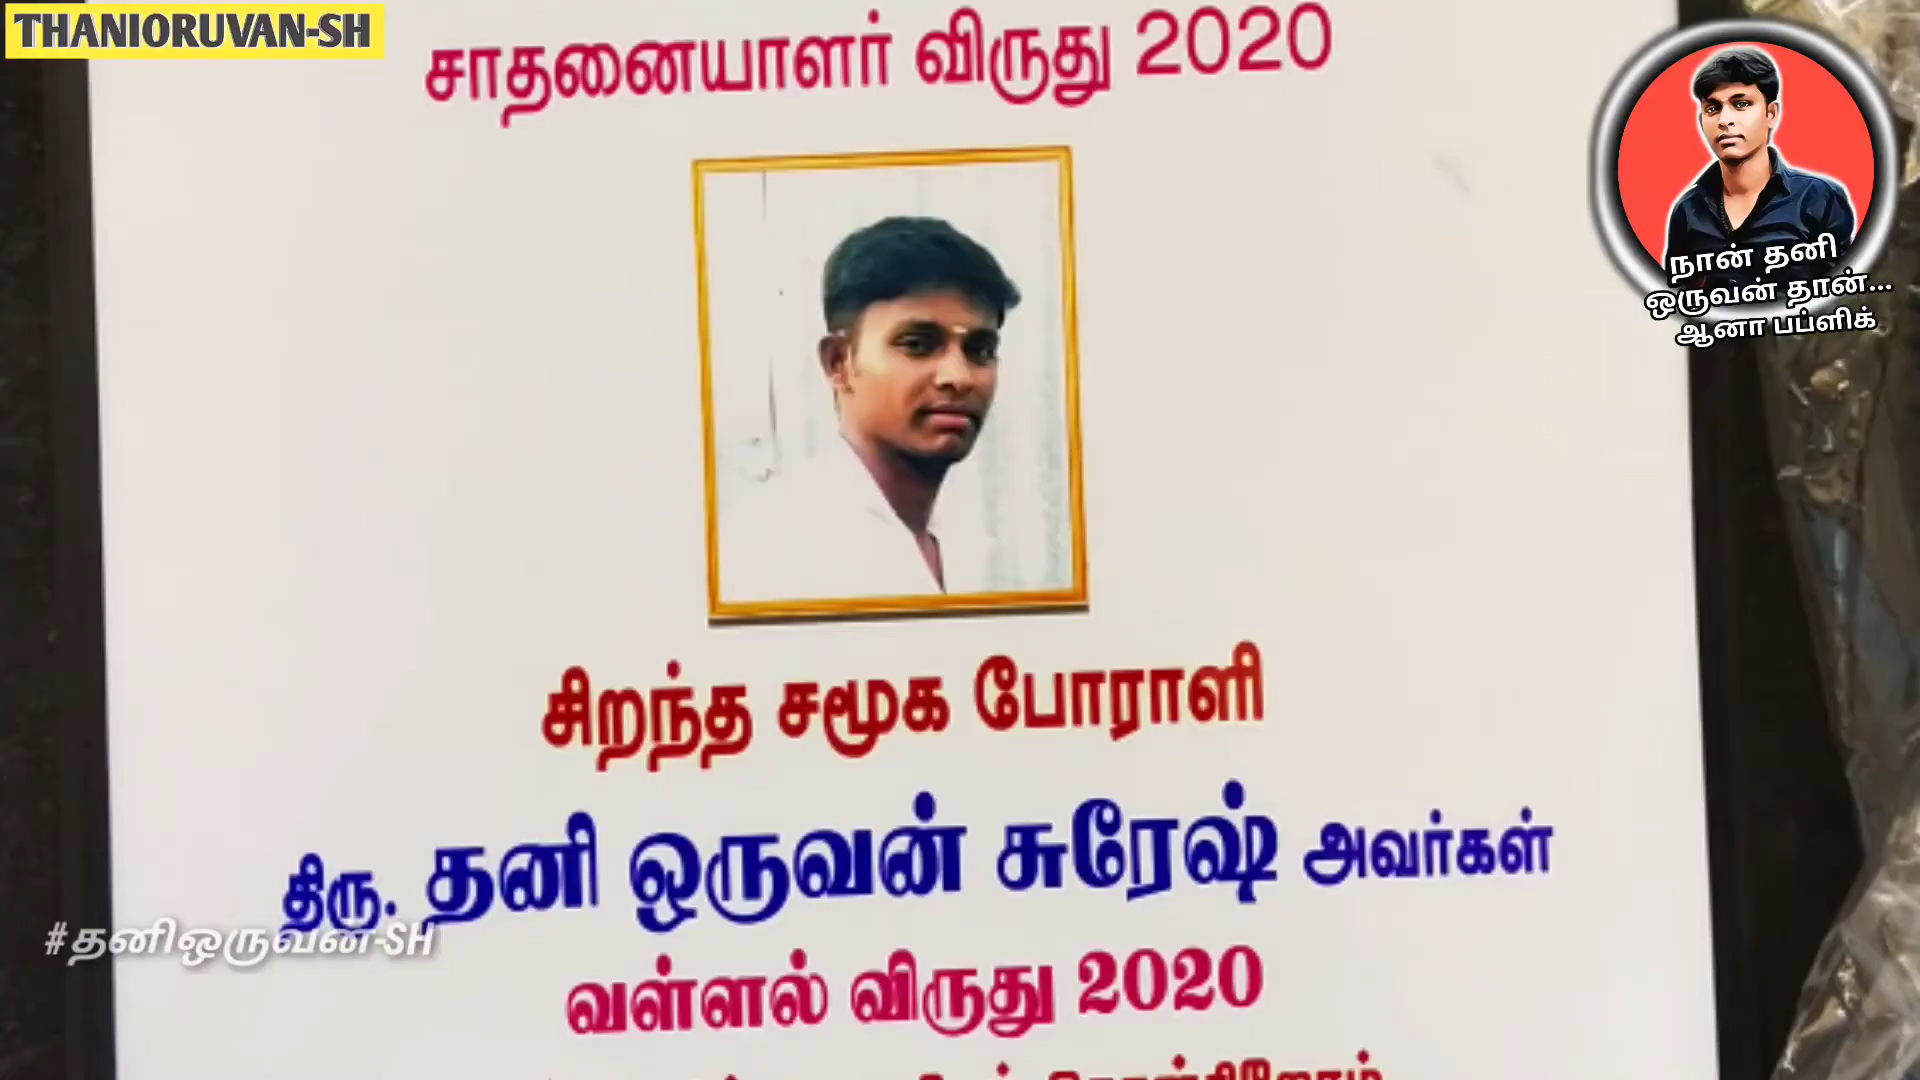 THANIORUVAN-SH
சாதனையாளர் விருது 2020
நான் தனி
ஒருவன் தான்...
ஆனா பப்ளிக்
சிறந்த சமூக போராளி
திரு. தனி ஒருவன் சுரேஷ் அவர்கள்
#தனிஒருவன்-SH
வள்ளல் விருது 2020